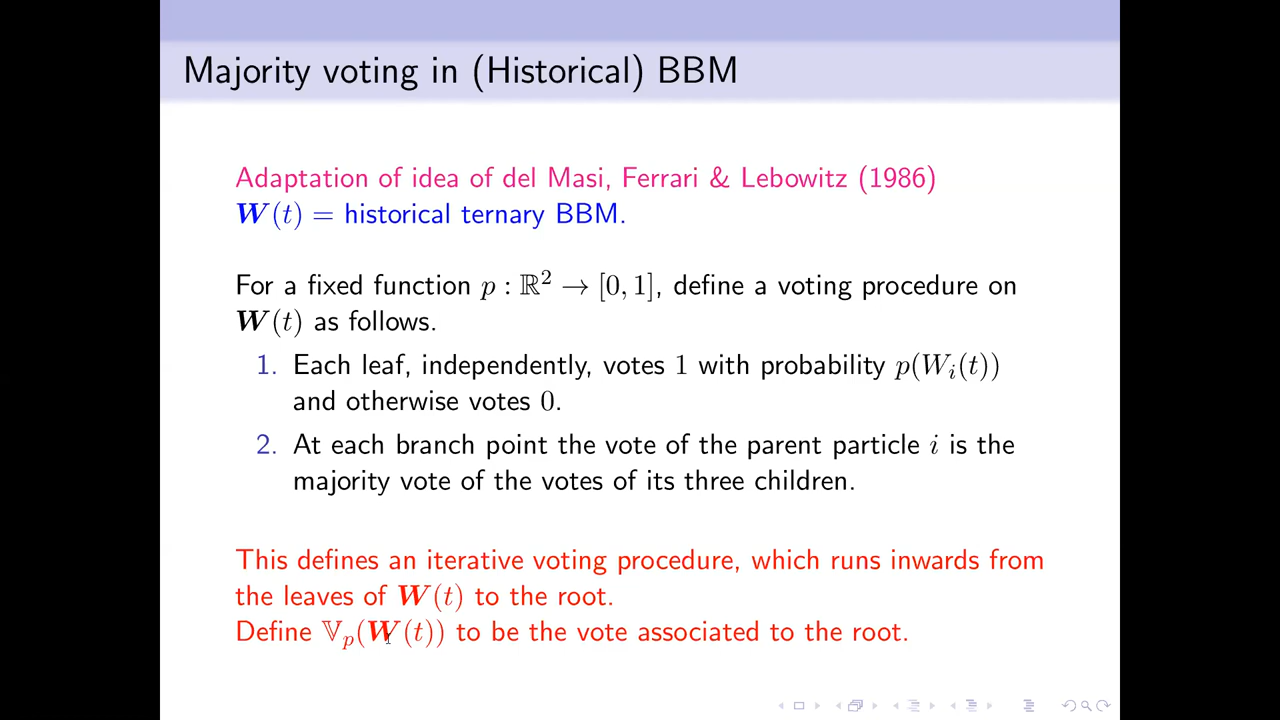 Majority voting in (Historical) BBM
Adaptation of idea of del Masi, Ferrari & Lebowitz (1986)
W(t) = historical ternary BBM.
For a fixed function p : ℝ² → [0, 1], define a voting procedure on
W(t) as follows.
1. Each leaf, independently, votes 1 with probability p(Wᵢ(t))
and otherwise votes 0.
2. At each branch point the vote of the parent particle i is the
majority vote of the votes of its three children.
This defines an iterative voting procedure, which runs inwards from
the leaves of W(t) to the root.
Define 𝕍ₚ(W(t)) to be the vote associated to the root.